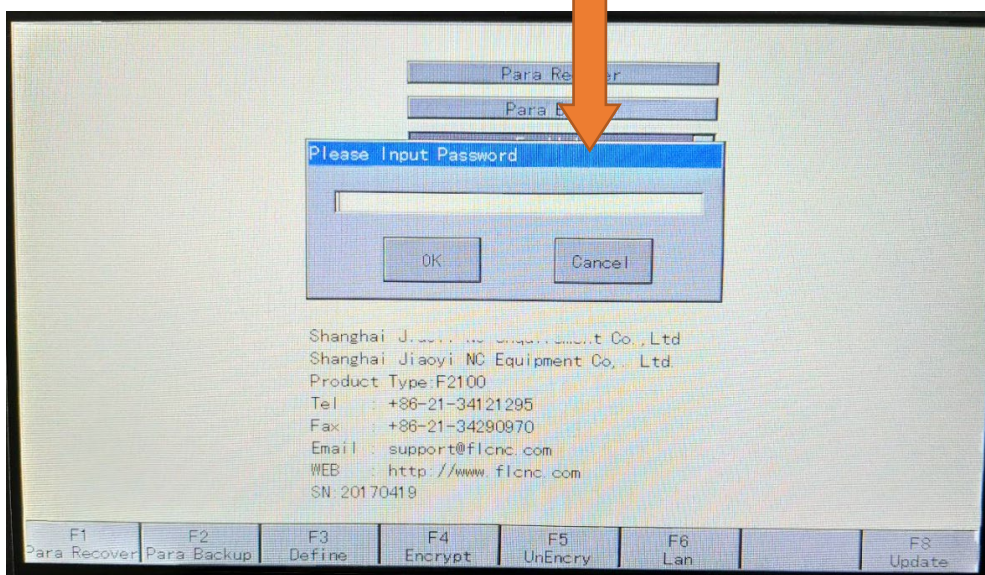 Para Re
Para B
Please Input Password
OK
Cancel
Shanghai Co.,Ltd
Shanghai Jiaoyi NC Equipment Co,. Ltd.
Product Type:F2100
Tel : +86-21-34121295
Fax : +86-21-34290970
Email : support@flcnc.com
WEB : http://www.flcnc.com
SN:20170419
F1 F2 F3 F4 F5 F6 F8
Para Recover Para Backup Define Encrypt UnEncry Lan Update